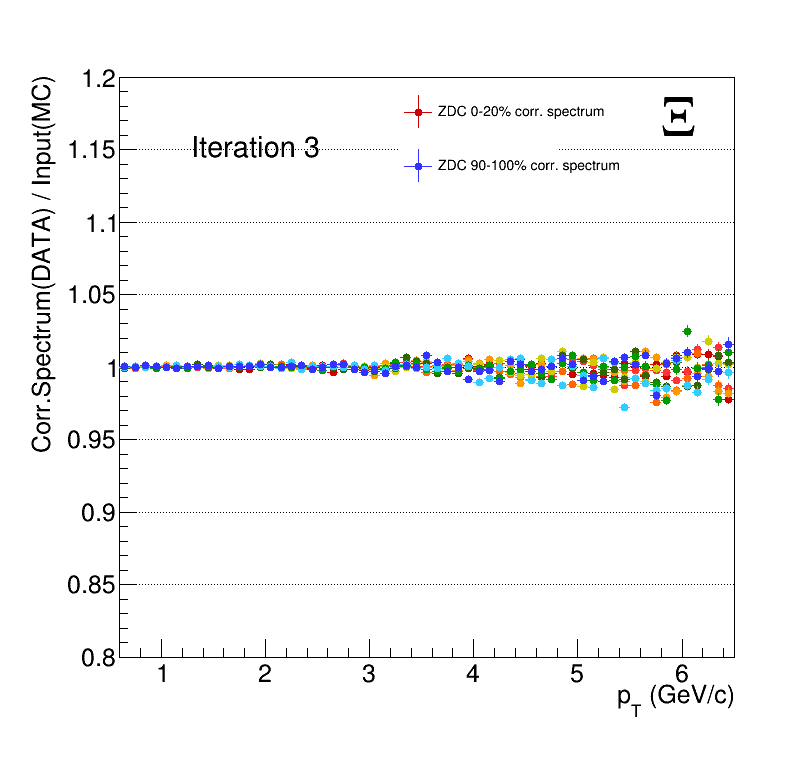 Corr.Spectrum(DATA) / Input(MC)
1.2
1.15
1.1
1.05
1
0.95
0.9
0.85
0.8
Iteration 3
ZDC 0-20% corr. spectrum
ZDC 90-100% corr. spectrum
Ξ
1 2 3 4 5 6
p_T (GeV/c)